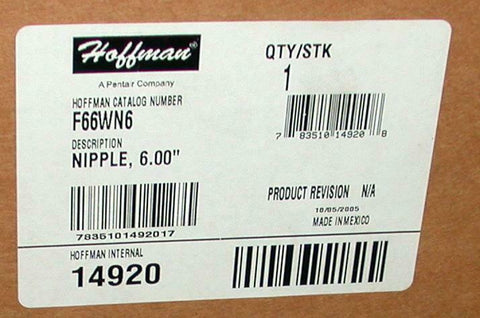 Hoffman®
A Pentair Company
HOFFMAN CATALOG NUMBER
F66WN6
DESCRIPTION
NIPPLE, 6.00"
7835101492017
HOFFMAN INTERNAL
14920
QTY/STK
1
7 83510 14920 8
PRODUCT REVISION N/A
10/05/2005
MADE IN MEXICO